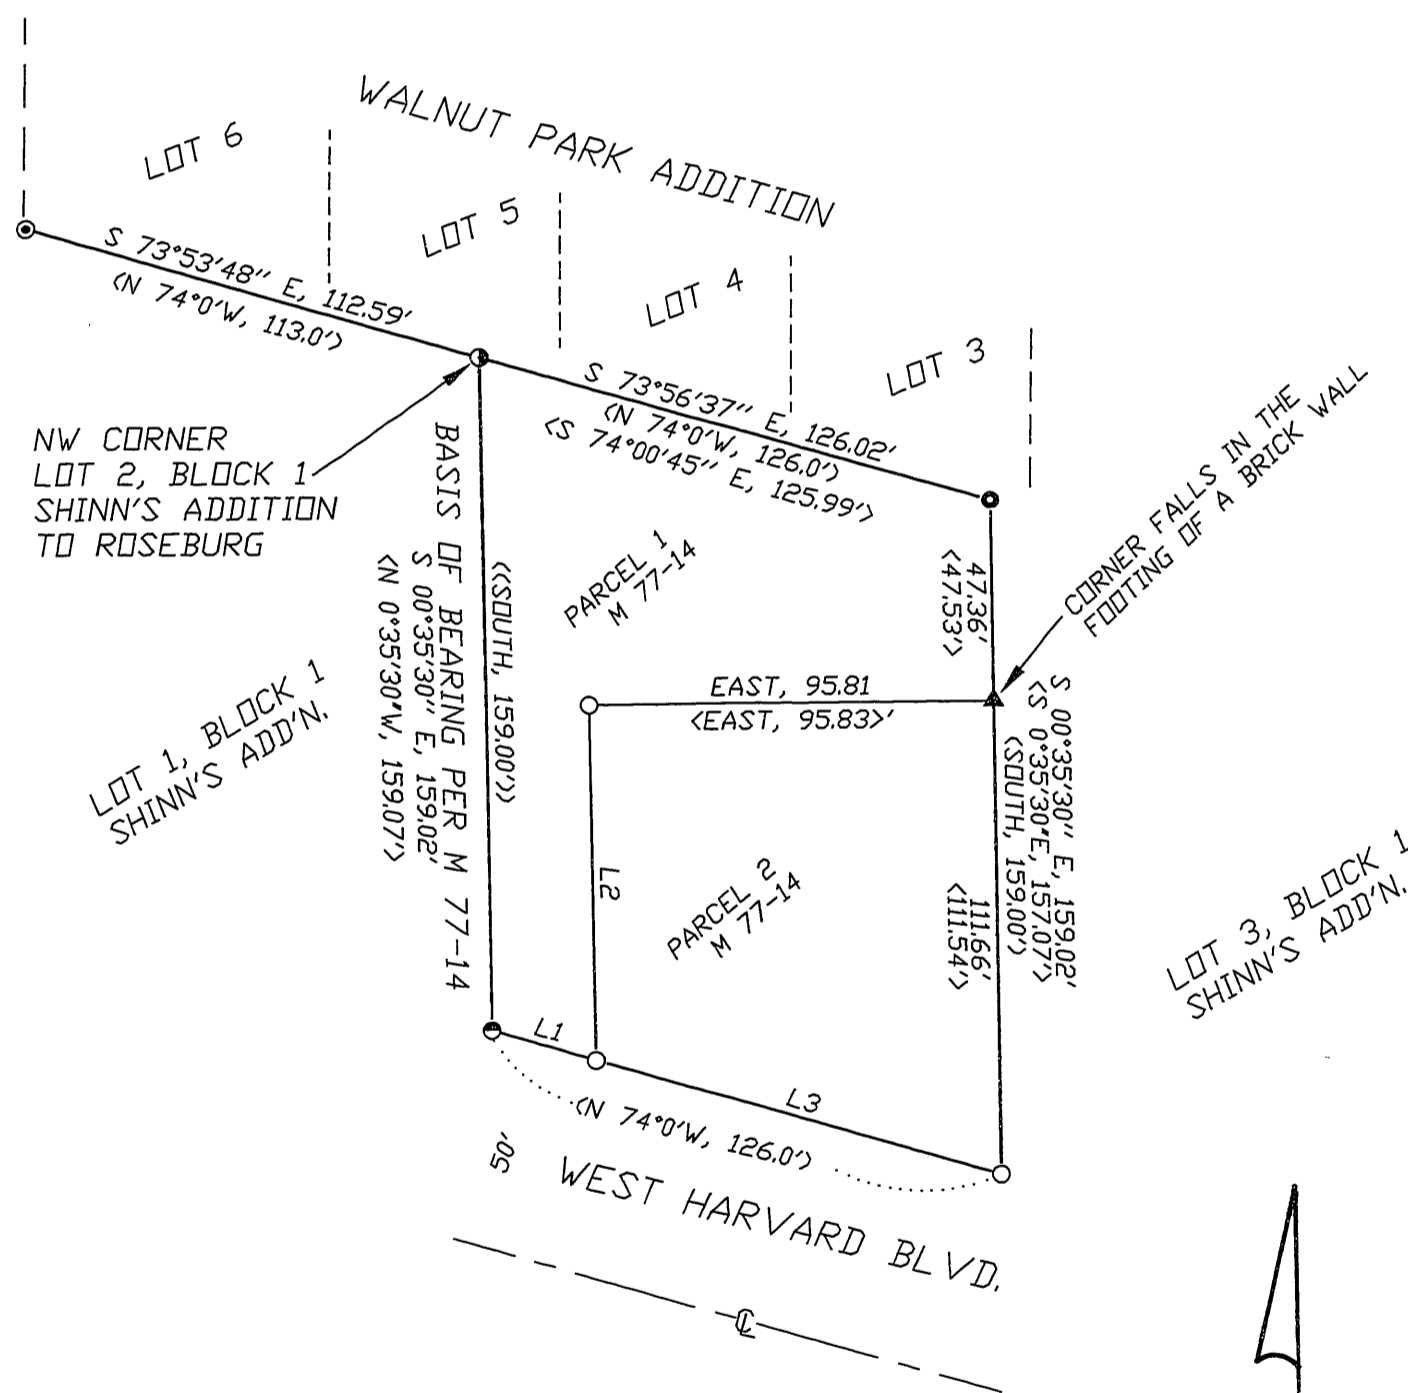 WALNUT PARK ADDITION
LOT 6
LOT 5
LOT 4
LOT 3
S 73°53'48" E, 112.59'
<N 74°0'W, 113.0'>
S 73°56'37" E, 126.02'
<N 74°0'W, 126.0'>
<S 74°00'45" E, 125.99'>
NW CORNER
LOT 2, BLOCK 1
SHINN'S ADDITION
TO ROSEBURG
CORNER FALLS IN THE
FOOTING OF A BRICK WALL
BASIS OF BEARING PER M 77-14
S 00°35'30" E, 159.02'
<N 0°35'30"W, 159.07'>
<<SOUTH, 159.00'>>
PARCEL 1
M 77-14
47.36'
<47.53'>
EAST, 95.81
<EAST, 95.83>'
S 00°35'30" E, 159.02'
<S 0°35'30"E, 157.07'>
<SOUTH, 159.00'>
111.66'
<111.54'>
LOT 1, BLOCK 1
SHINN'S ADD'N.
L2
PARCEL 2
M 77-14
LOT 3, BLOCK 1
SHINN'S ADD'N.
L1
L3
<N 74°0'W, 126.0'>
50'
WEST HARVARD BLVD.
CL